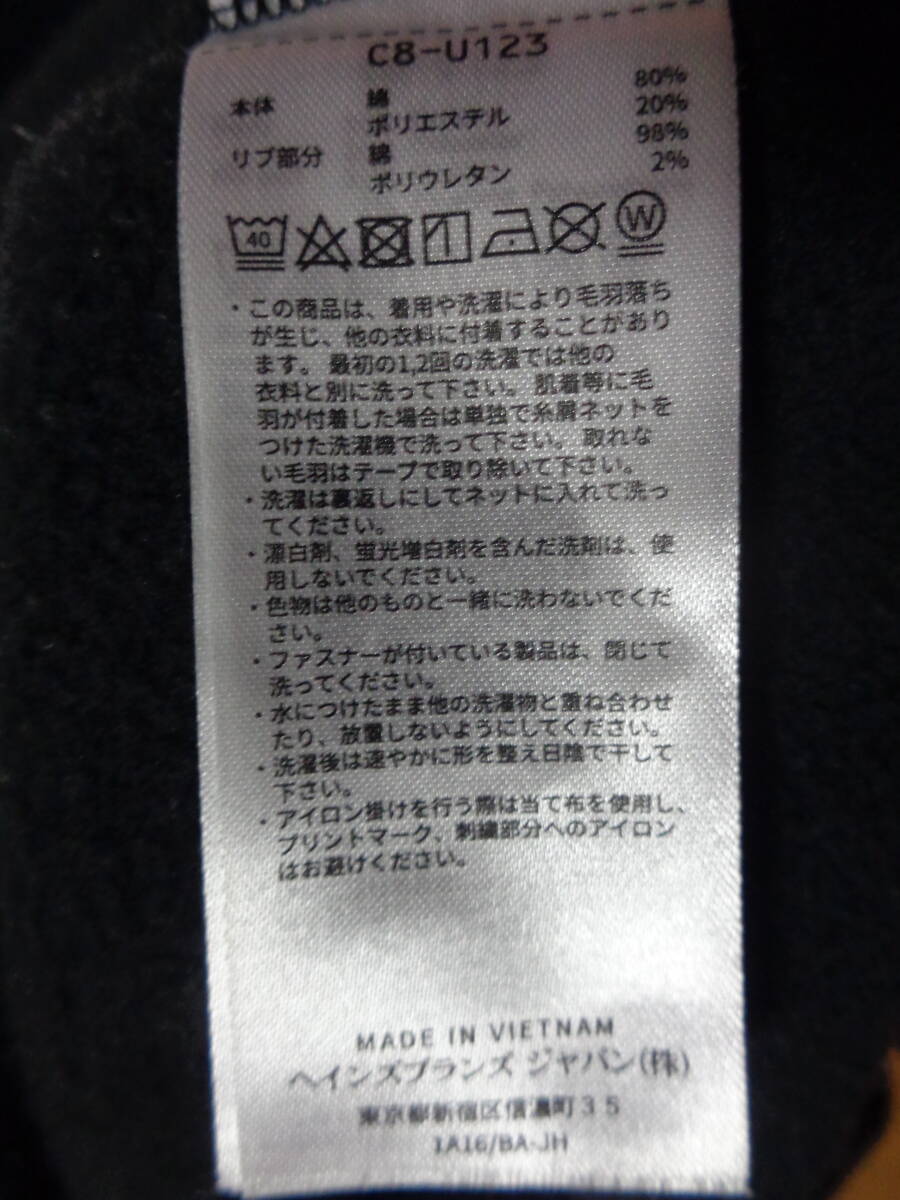 C8-U123
本体 綿 80%
ポリエステル 20%
リブ部分 綿 98%
ポリウレタン 2%
40 W
・この商品は、着用や洗濯により毛羽落ち
が生じ、他の衣料に付着することがあり
ます。最初の1,2回の洗濯では他の
衣料と別に洗って下さい。肌着等に毛
羽が付着した場合は単独で糸屑ネットを
つけた洗濯機で洗って下さい。取れな
い毛羽はテープで取り除いて下さい。
・洗濯は裏返しにしてネットに入れて洗っ
てください。
・漂白剤、蛍光増白剤を含んだ洗剤は、使
用しないでください。
・色物は他のものと一緒に洗わないでくだ
さい。
・ファスナーが付いている製品は、閉じて
洗ってください。
・水につけたまま他の洗濯物と重ね合わせ
たり、放置しないようにしてください。
・洗濯後は速やかに形を整え日陰で干して
下さい。
・アイロン掛けを行う際は当て布を使用し、
プリントマーク、刺繍部分へのアイロン
はお避けください。
MADE IN VIETNAM
ヘインズブランズ ジャパン(株)
東京都新宿区信濃町35
1A16/BA-JH